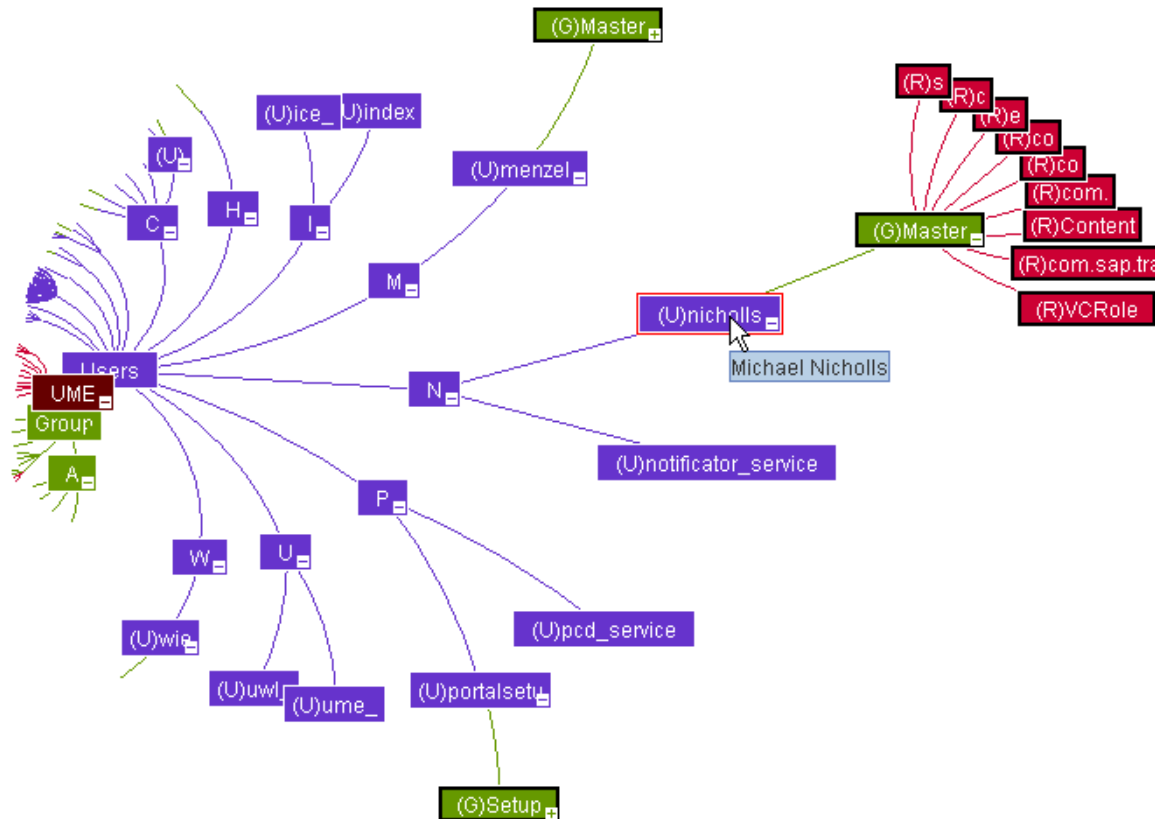 (G)Master
(R)s
(R)c
(R)e
(R)co
(R)co
(R)com.
(R)Content
(R)com.sap.tra
(R)VCRole
(G)Master
(U)ice_
U)index
(U)
(U)menzel
C
H
I
M
(U)nicholls
Michael Nicholls
Users
UME
Group
A
N
(U)notificator_service
P
W
U
(U)wie
(U)pcd_service
(U)uwl_
(U)ume_
(U)portalsetu
(G)Setup